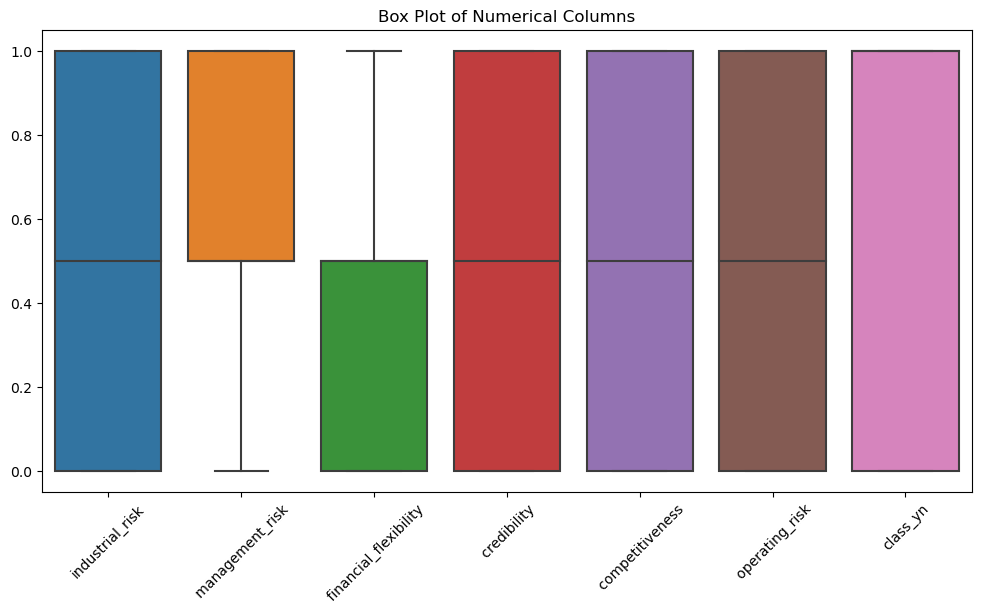 Box Plot of Numerical Columns
1.0
0.8
0.6
0.4
0.2
0.0
industrial_risk
management_risk
financial_flexibility
credibility
competitiveness
operating_risk
class_yn